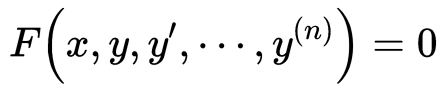 F(x, y, y′, ⋯, y⁽ⁿ⁾) = 0